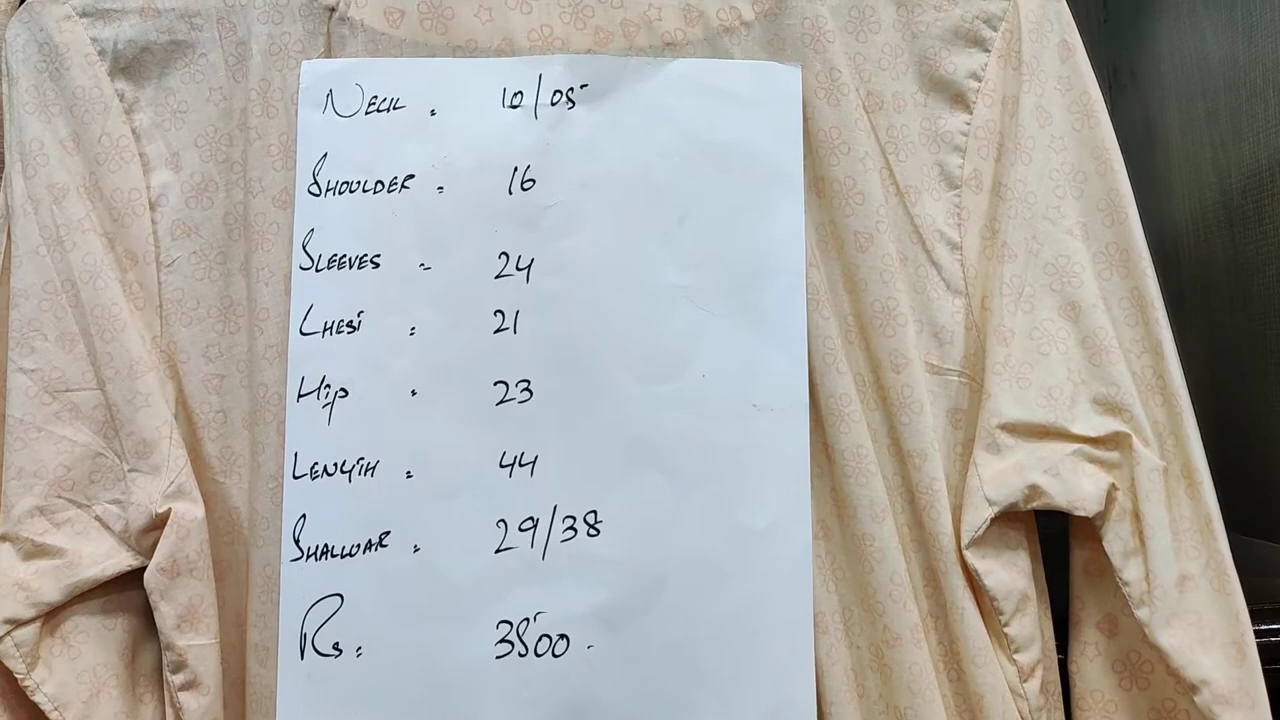 NECK = 10/05
SHOULDER = 16
SLEEVES = 24
CHEST = 21
Hip = 23
LENGTH = 44
SHALWAR = 29/38
Rs = 3500